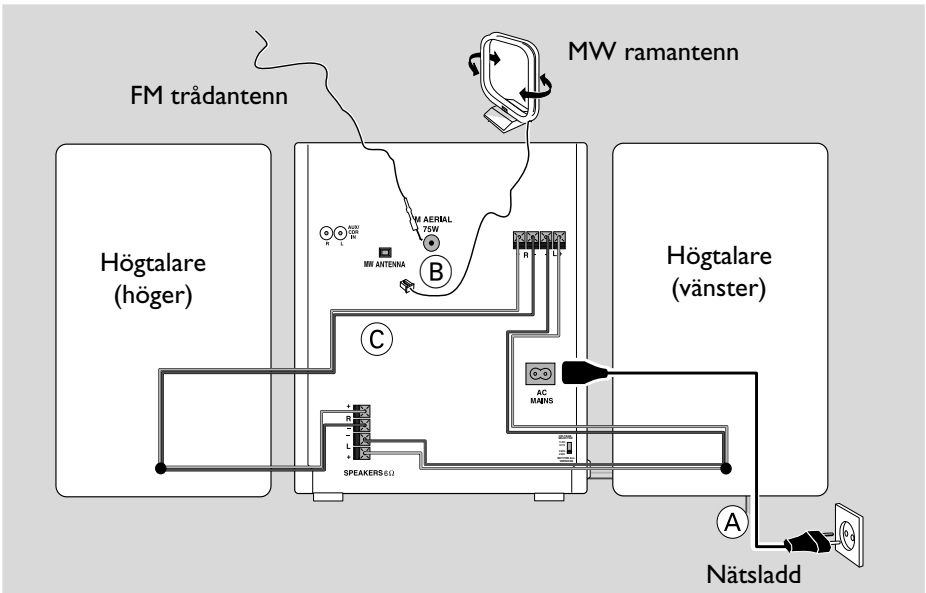 MW ramantenn
FM trådantenn
AUX/
CDR
IN
R L
M AERIAL
75W
MW ANTENNA
B
R - - L +
Högtalare
(höger)
Högtalare
(vänster)
C
AC
MAINS
+
R
–
–
L
+
SPEAKERS 6Ω
A
Nätsladd